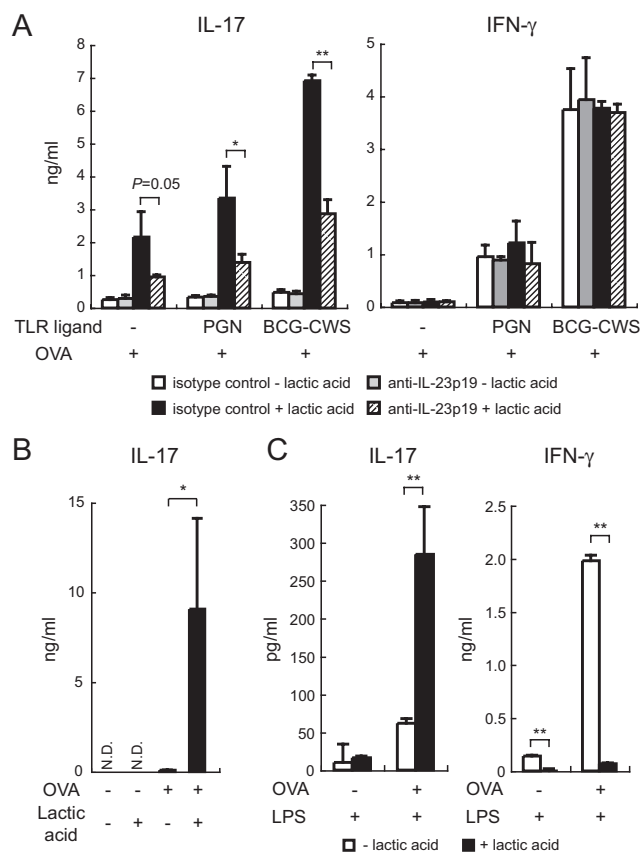 A
IL-17
IFN-γ
ng/ml
8
7
6
5
4
3
2
1
0
P=0.05
*
**
5
4
3
2
1
0
TLR ligand - PGN BCG-CWS - PGN BCG-CWS
OVA + + + + + +
isotype control - lactic acid anti-IL-23p19 - lactic acid
isotype control + lactic acid anti-IL-23p19 + lactic acid
B
IL-17
ng/ml
15
10
5
0
N.D.
N.D.
*
OVA - - + +
Lactic acid - + - +
C
IL-17
IFN-γ
pg/ml
350
300
250
200
150
100
50
0
**
ng/ml
2.5
2.0
1.5
1.0
0.5
0.0
**
**
OVA - + - +
LPS + + + +
- lactic acid + lactic acid